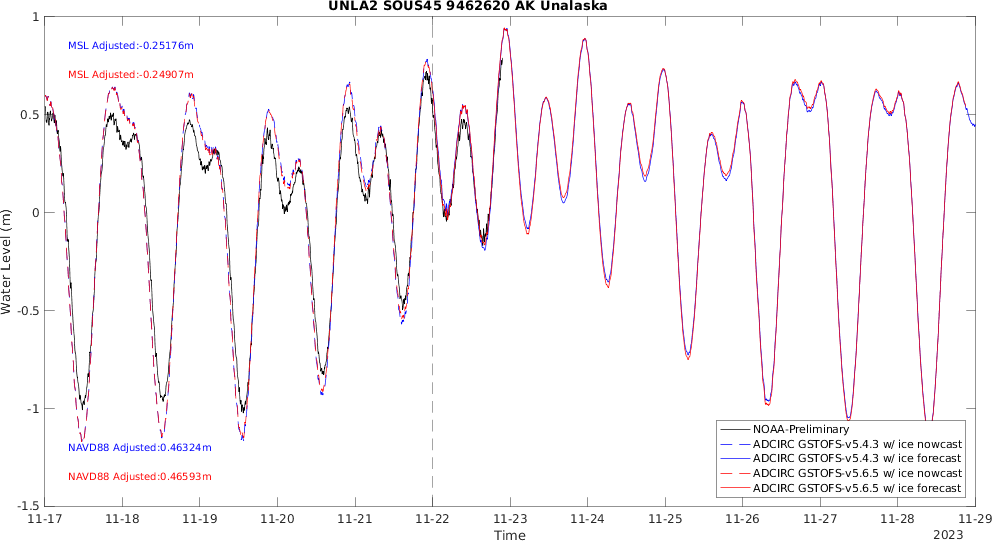 UNLA2 SOUS45 9462620 AK Unalaska
MSL Adjusted:-0.25176m
MSL Adjusted:-0.24907m
NAVD88 Adjusted:0.46324m
NAVD88 Adjusted:0.46593m
Water Level (m)
1
0.5
0
-0.5
-1
-1.5
NOAA-Preliminary
ADCIRC GSTOFS-v5.4.3 w/ ice nowcast
ADCIRC GSTOFS-v5.4.3 w/ ice forecast
ADCIRC GSTOFS-v5.6.5 w/ ice nowcast
ADCIRC GSTOFS-v5.6.5 w/ ice forecast
11-17 11-18 11-19 11-20 11-21 11-22 11-23 11-24 11-25 11-26 11-27 11-28 11-29
Time
2023